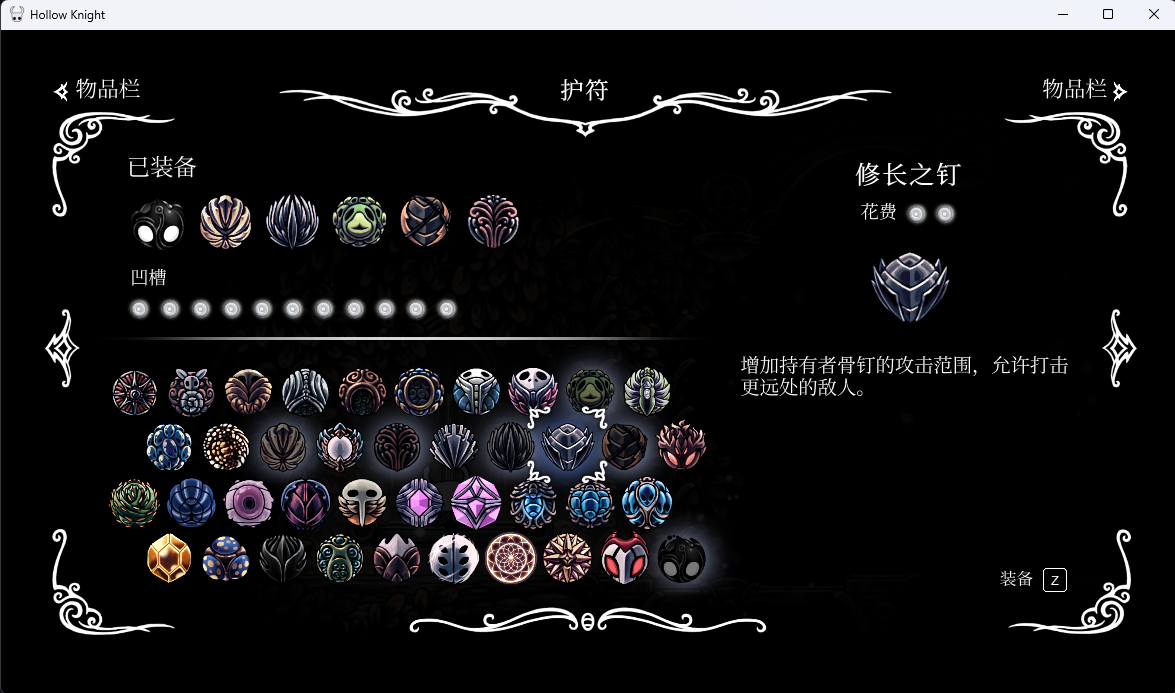 Hollow Knight
物品栏
护符
物品栏
已装备
修长之钉
花费
凹槽
增加持有者骨钉的攻击范围，允许打击
更远处的敌人。
装备 Z